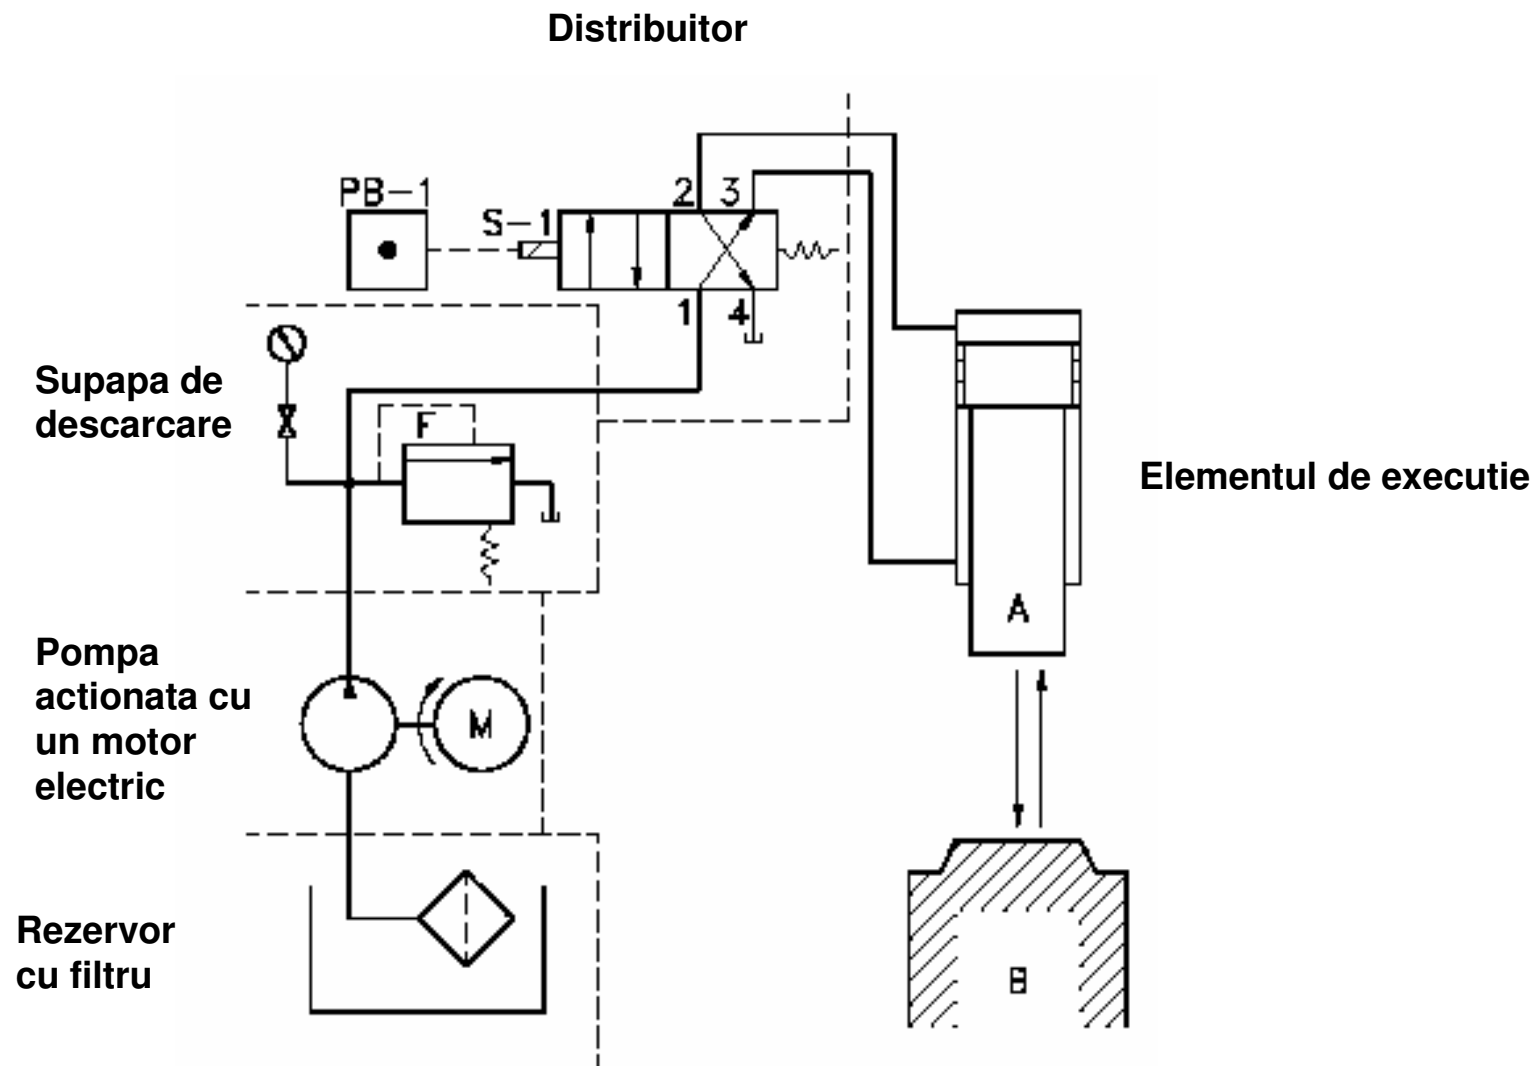 Distribuitor
PB-1
S-1
2 3
1 4
Supapa de
descarcare
F
Elementul de executie
A
Pompa
actionata cu
un motor
electric
M
Rezervor
cu filtru
B